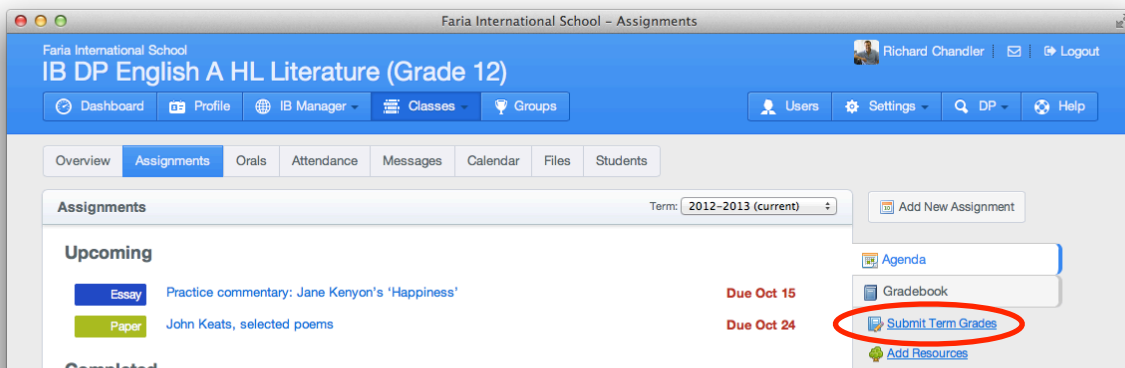 Faria International School – Assignments
Faria International School
Richard Chandler
Logout
IB DP English A HL Literature (Grade 12)
Dashboard Profile IB Manager Classes Groups Users Settings DP Help
Overview Assignments Orals Attendance Messages Calendar Files Students
Assignments Term: 2012–2013 (current)
Add New Assignment
Upcoming
Agenda
Essay Practice commentary: Jane Kenyon's 'Happiness' Due Oct 15
Gradebook
Paper John Keats, selected poems Due Oct 24
Submit Term Grades
Add Resources
Completed